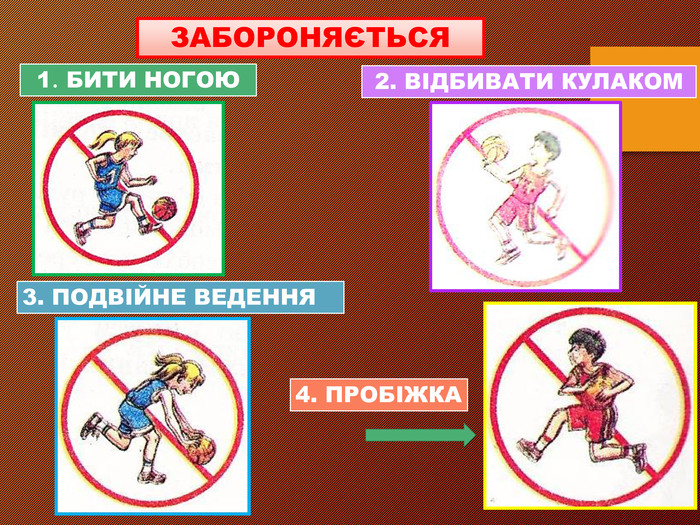 ЗАБОРОНЯЄТЬСЯ
1. БИТИ НОГОЮ
2. ВІДБИВАТИ КУЛАКОМ
3. ПОДВІЙНЕ ВЕДЕННЯ
4. ПРОБІЖКА